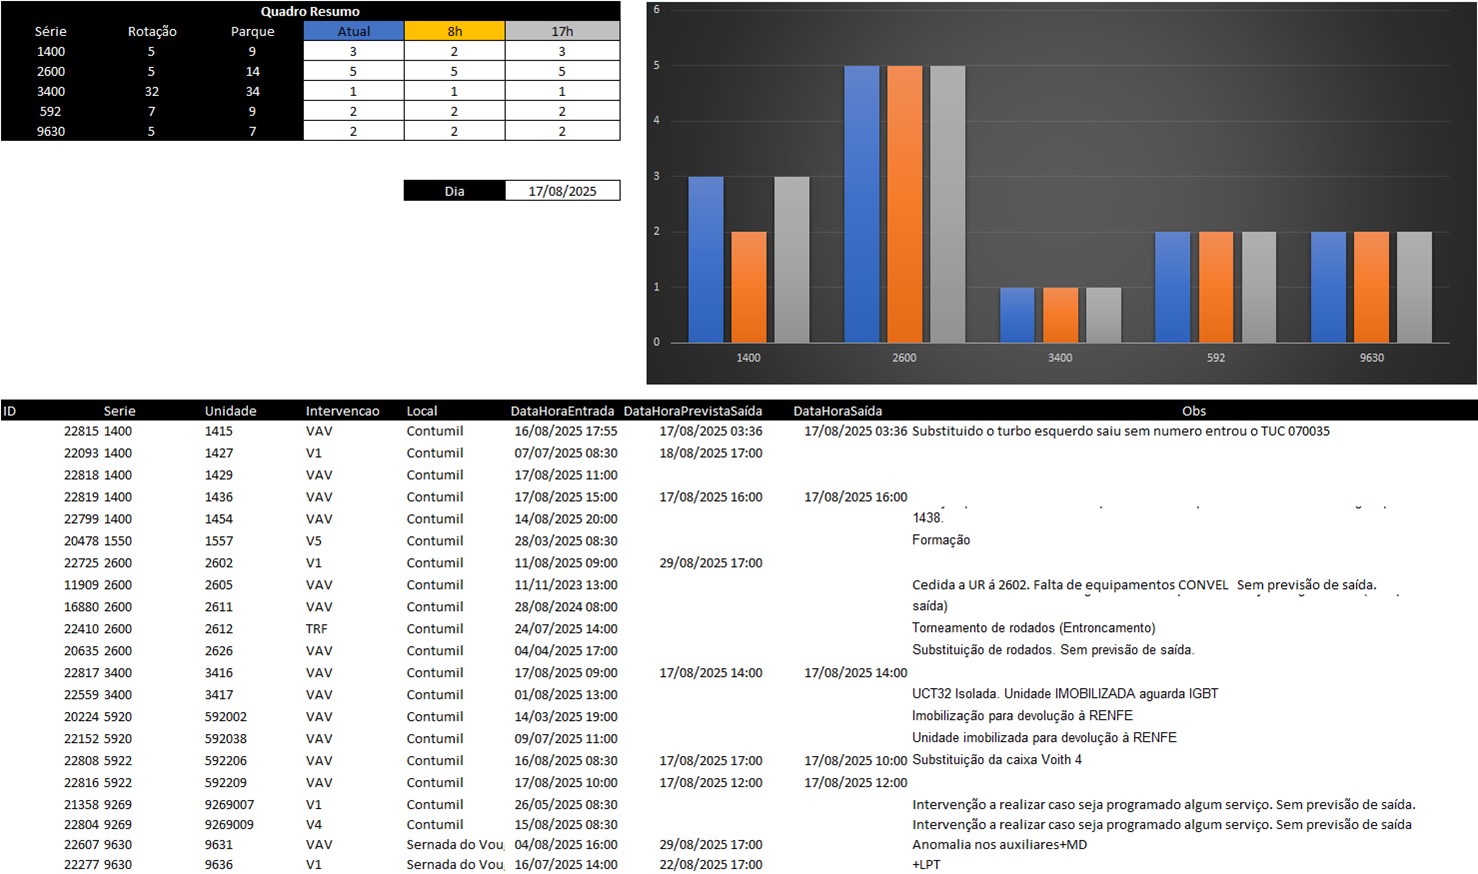 Quadro Resumo
Série Rotação Parque Atual 8h 17h
1400 5 9 3 2 3
2600 5 14 5 5 5
3400 32 34 1 1 1
592 7 9 2 2 2
9630 5 7 2 2 2
Dia 17/08/2025
6
5
4
3
2
1
0
1400 2600 3400 592 9630
ID Serie Unidade Intervencao Local DataHoraEntrada DataHoraPrevistaSaída DataHoraSaída Obs
22815 1400 1415 VAV Contumil 16/08/2025 17:55 17/08/2025 03:36 17/08/2025 03:36 Substituido o turbo esquerdo saiu sem numero entrou o TUC 070035
22093 1400 1427 V1 Contumil 07/07/2025 08:30 18/08/2025 17:00
22818 1400 1429 VAV Contumil 17/08/2025 11:00
22819 1400 1436 VAV Contumil 17/08/2025 15:00 17/08/2025 16:00 17/08/2025 16:00
22799 1400 1454 VAV Contumil 14/08/2025 20:00 1438.
20478 1550 1557 V5 Contumil 28/03/2025 08:30 Formação
22725 2600 2602 V1 Contumil 11/08/2025 09:00 29/08/2025 17:00
11909 2600 2605 VAV Contumil 11/11/2023 13:00 Cedida a UR á 2602. Falta de equipamentos CONVEL Sem previsão de saída.
16880 2600 2611 VAV Contumil 28/08/2024 08:00 saída)
22410 2600 2612 TRF Contumil 24/07/2025 14:00 Torneamento de rodados (Entroncamento)
20635 2600 2626 VAV Contumil 04/04/2025 17:00 Substituição de rodados. Sem previsão de saída.
22817 3400 3416 VAV Contumil 17/08/2025 09:00 17/08/2025 14:00 17/08/2025 14:00
22559 3400 3417 VAV Contumil 01/08/2025 13:00 UCT32 Isolada. Unidade IMOBILIZADA aguarda IGBT
20224 5920 592002 VAV Contumil 14/03/2025 19:00 Imobilização para devolução à RENFE
22152 5920 592038 VAV Contumil 09/07/2025 11:00 Unidade imobilizada para devolução à RENFE
22808 5922 592206 VAV Contumil 16/08/2025 08:30 17/08/2025 17:00 17/08/2025 10:00 Substituição da caixa Voith 4
22816 5922 592209 VAV Contumil 17/08/2025 10:00 17/08/2025 12:00 17/08/2025 12:00
21358 9269 9269007 V1 Contumil 26/05/2025 08:30 Intervenção a realizar caso seja programado algum serviço. Sem previsão de saída.
22804 9269 9269009 V4 Contumil 15/08/2025 08:30 Intervenção a realizar caso seja programado algum serviço. Sem previsão de saída
22607 9630 9631 VAV Sernada do Vou 04/08/2025 16:00 29/08/2025 17:00 Anomalia nos auxiliares+MD
22277 9630 9636 V1 Sernada do Vou 16/07/2025 14:00 22/08/2025 17:00 +LPT